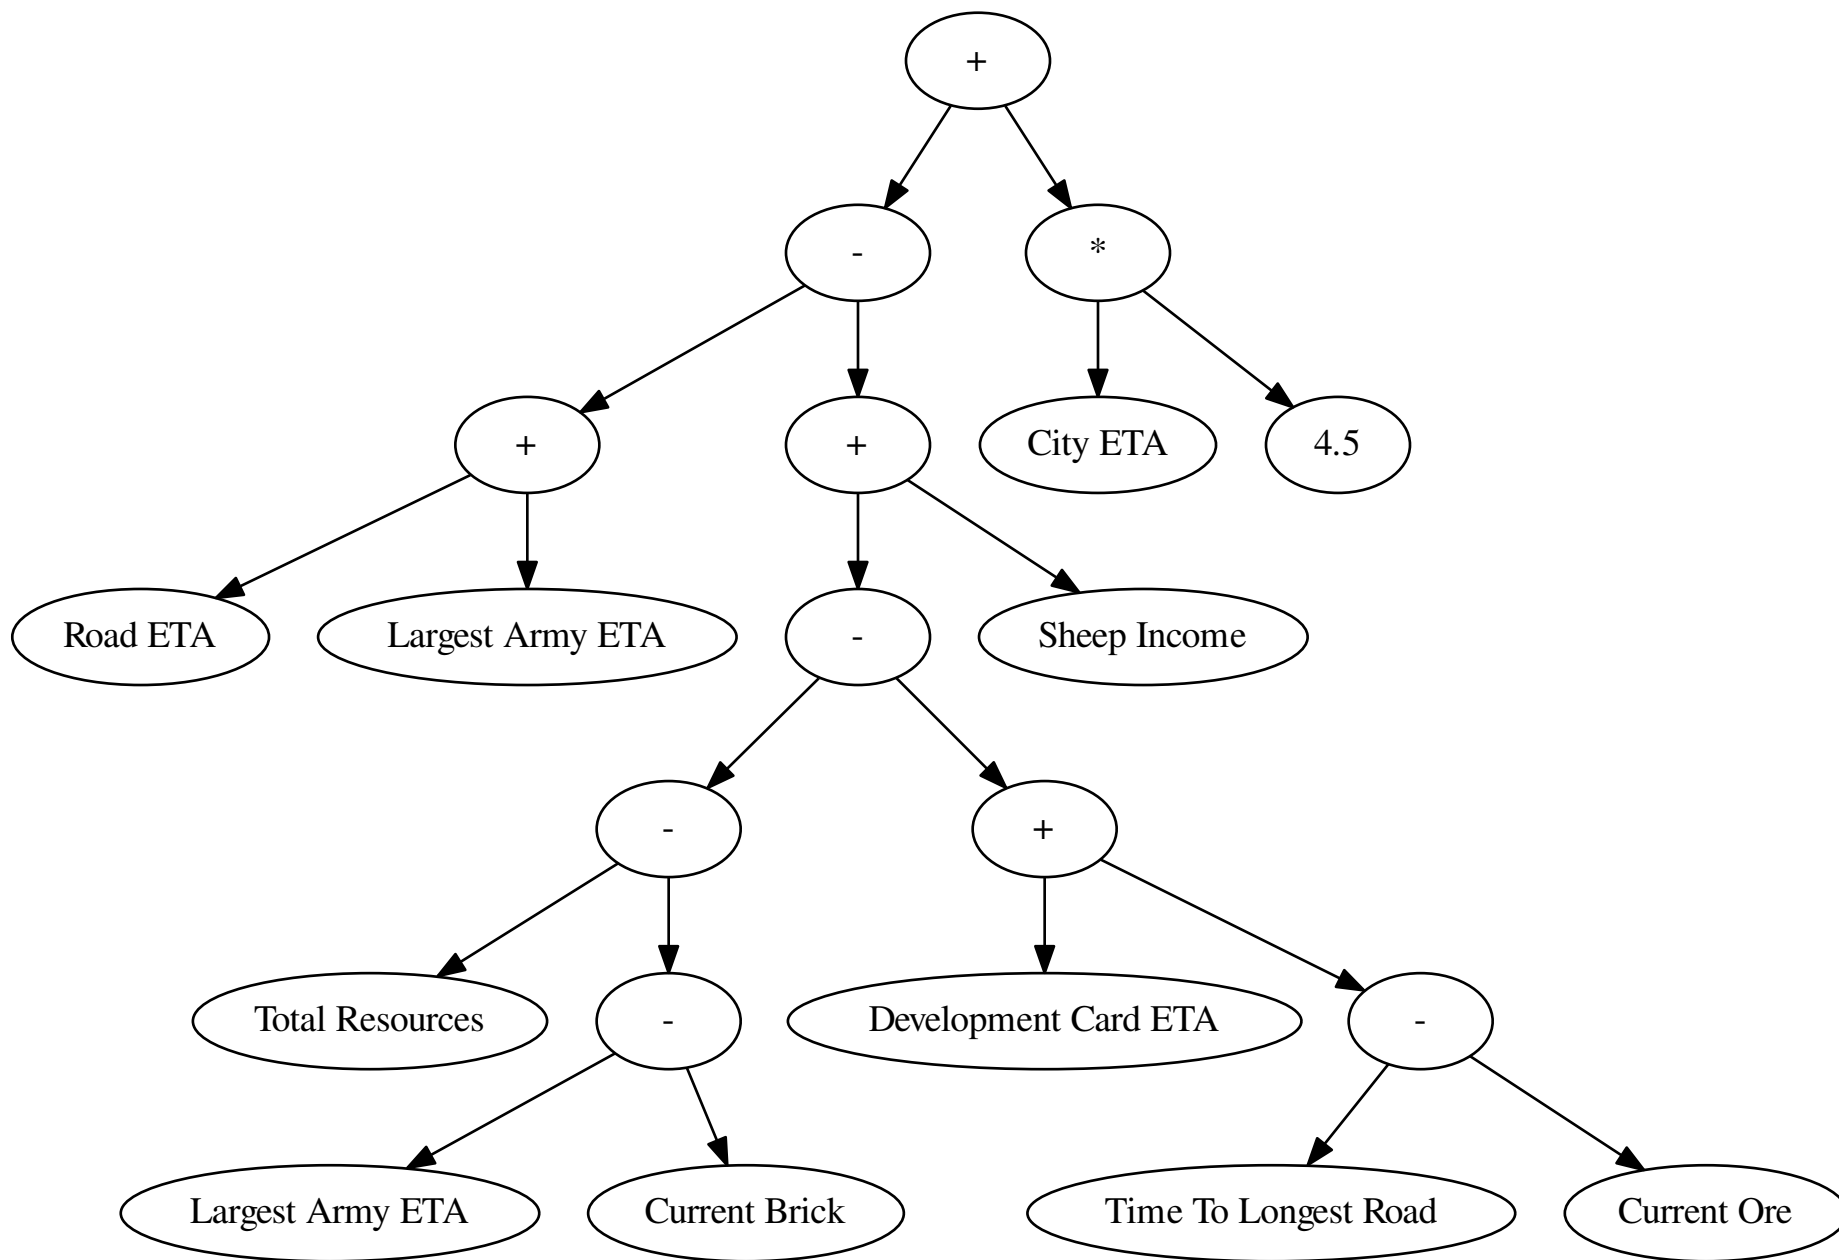 +
-
*
+
+
City ETA
4.5
Road ETA
Largest Army ETA
-
Sheep Income
-
+
Total Resources
-
Development Card ETA
-
Largest Army ETA
Current Brick
Time To Longest Road
Current Ore